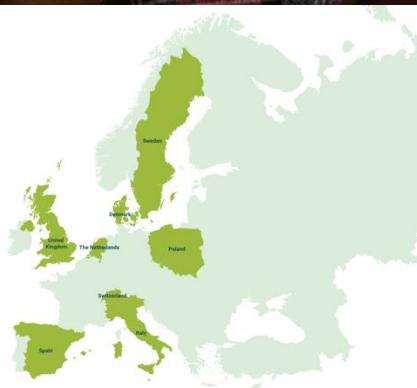 Sweden
Denmark
United
Kingdom
The Netherlands
Poland
Switzerland
Italy
Spain